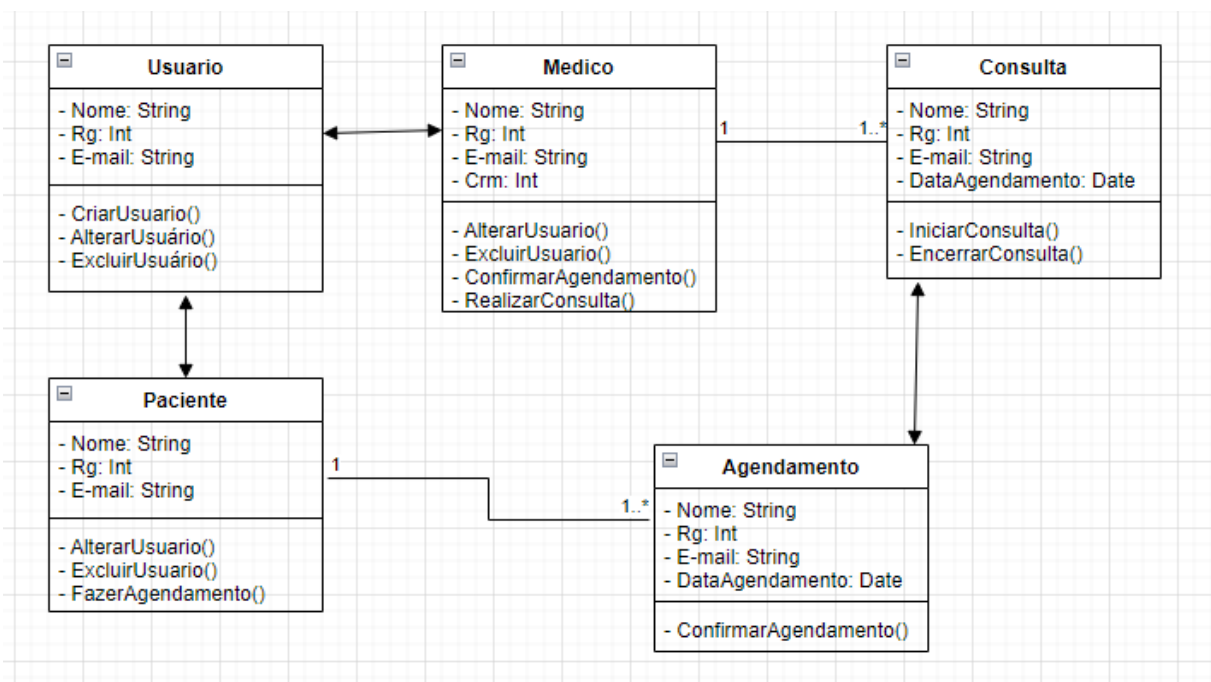 Usuario
- Nome: String
- Rg: Int
- E-mail: String
- CriarUsuario()
- AlterarUsuário()
- ExcluirUsuário()
Medico
- Nome: String
- Rg: Int
- E-mail: String
- Crm: Int
- AlterarUsuario()
- ExcluirUsuario()
- ConfirmarAgendamento()
- RealizarConsulta()
1
1..*
Consulta
- Nome: String
- Rg: Int
- E-mail: String
- DataAgendamento: Date
- IniciarConsulta()
- EncerrarConsulta()
Paciente
- Nome: String
- Rg: Int
- E-mail: String
- AlterarUsuario()
- ExcluirUsuario()
- FazerAgendamento()
1
1..*
Agendamento
- Nome: String
- Rg: Int
- E-mail: String
- DataAgendamento: Date
- ConfirmarAgendamento()